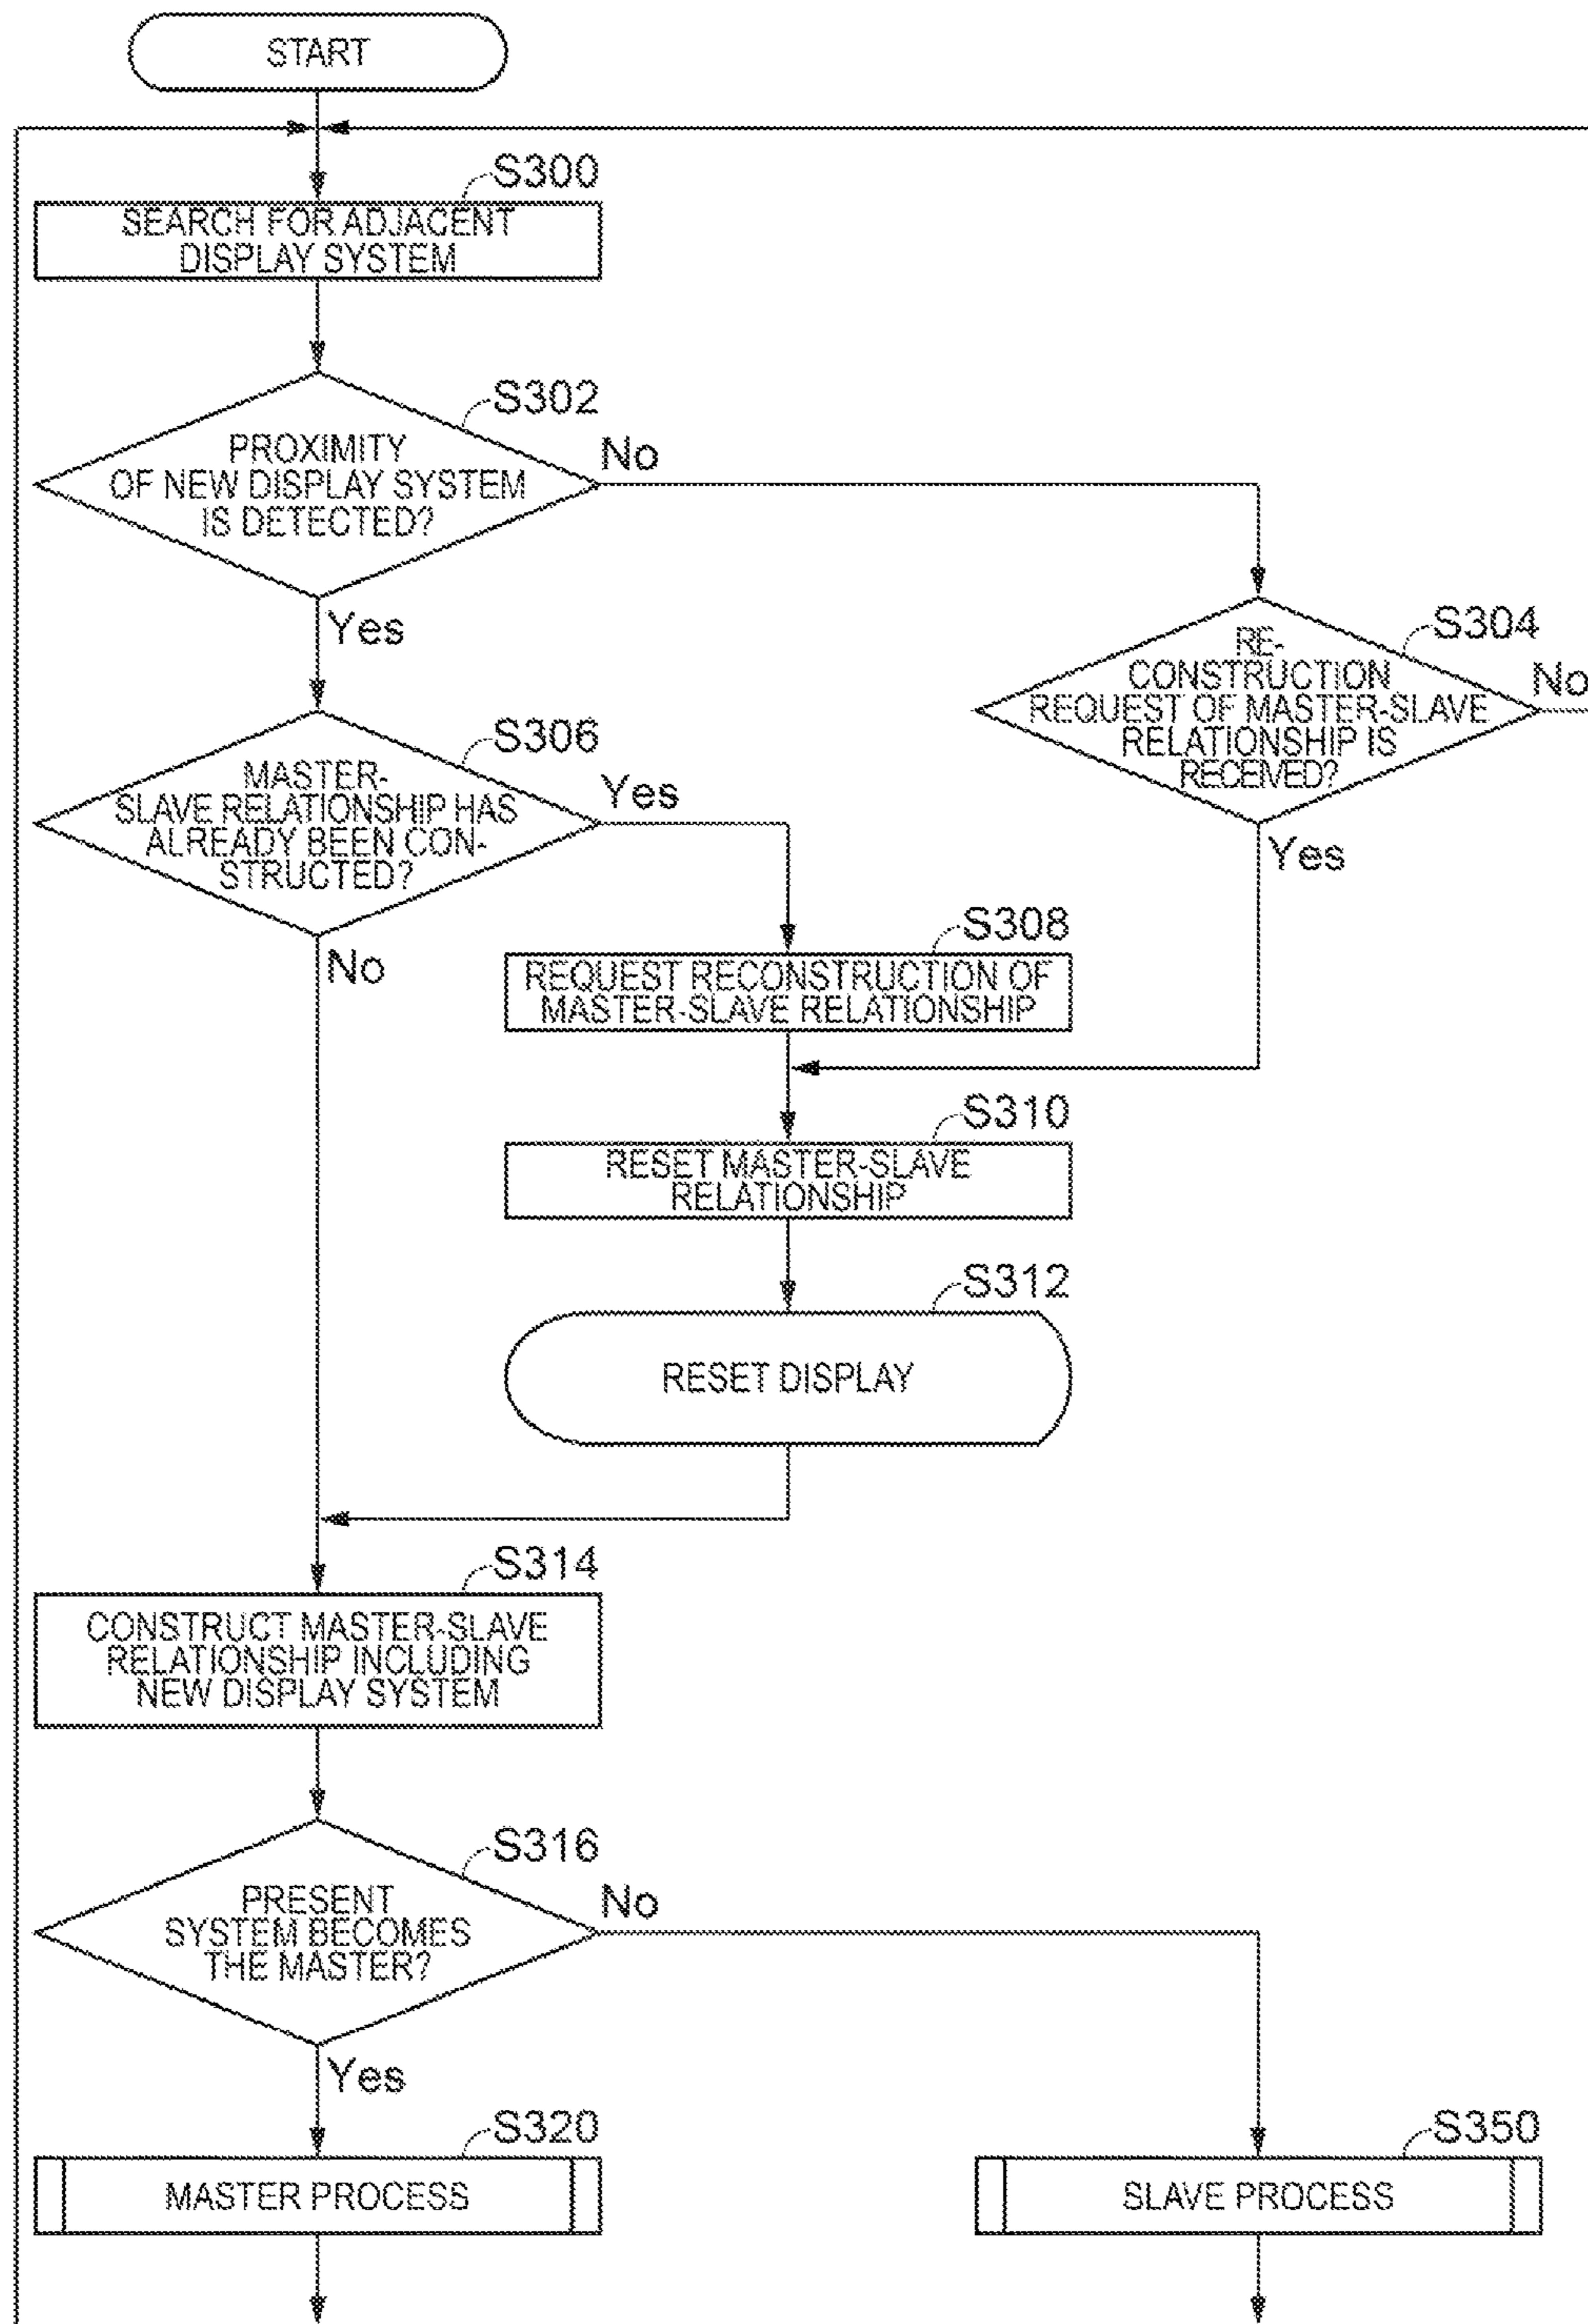 START
S300
SEARCH FOR ADJACENT
DISPLAY SYSTEM
S302
PROXIMITY
OF NEW DISPLAY SYSTEM
IS DETECTED?
No
Yes
S304
RE-
CONSTRUCTION
REQUEST OF MASTER-SLAVE
RELATIONSHIP IS
RECEIVED?
No
Yes
S306
MASTER-
SLAVE RELATIONSHIP HAS
ALREADY BEEN CON-
STRUCTED?
Yes
No
S308
REQUEST RECONSTRUCTION OF
MASTER-SLAVE RELATIONSHIP
S310
RESET MASTER-SLAVE
RELATIONSHIP
S312
RESET DISPLAY
S314
CONSTRUCT MASTER-SLAVE
RELATIONSHIP INCLUDING
NEW DISPLAY SYSTEM
S316
PRESENT
SYSTEM BECOMES
THE MASTER?
No
Yes
S320
MASTER PROCESS
S350
SLAVE PROCESS